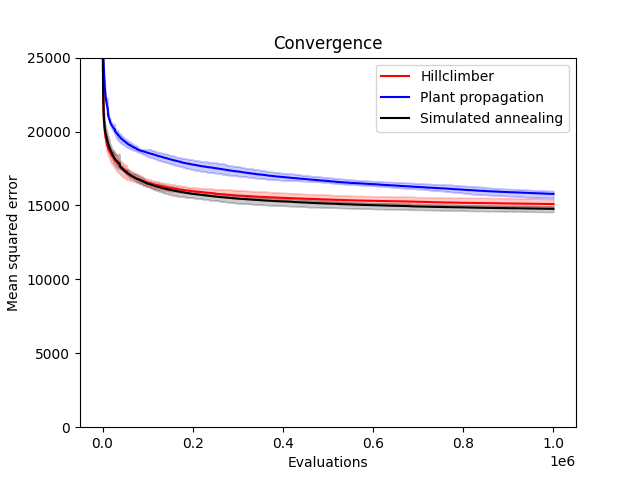 Convergence
Mean squared error
25000
20000
15000
10000
5000
0
Hillclimber
Plant propagation
Simulated annealing
0.0
0.2
0.4
0.6
0.8
1.0
1e6
Evaluations